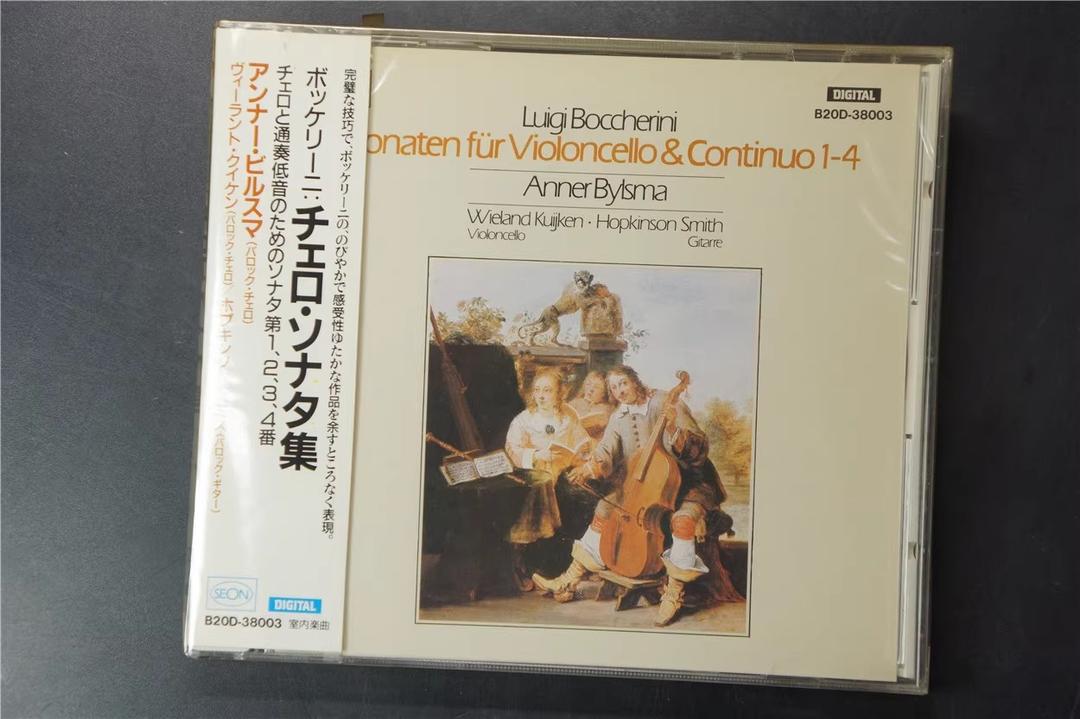 完璧な技巧で、ボッケリーニの、のびやかで感受性ゆたかな作品を余すところなく表現。
ボッケリーニ:チェロ・ソナタ集
チェロと通奏低音のためのソナタ第1、2、3、4番
アンナー・ビルスマ(バロック・チェロ)
ヴィーラント・クイケン(バロック・チェロ) ホプキンソ
(バロック・ギター)
SEON
DIGITAL
B20D-38003 室内楽曲
DIGITAL
B20D-38003
Luigi Boccherini
onaten für Violoncello & Continuo 1-4
Anner Bylsma
Wieland Kuijken · Hopkinson Smith
Violoncello Gitarre